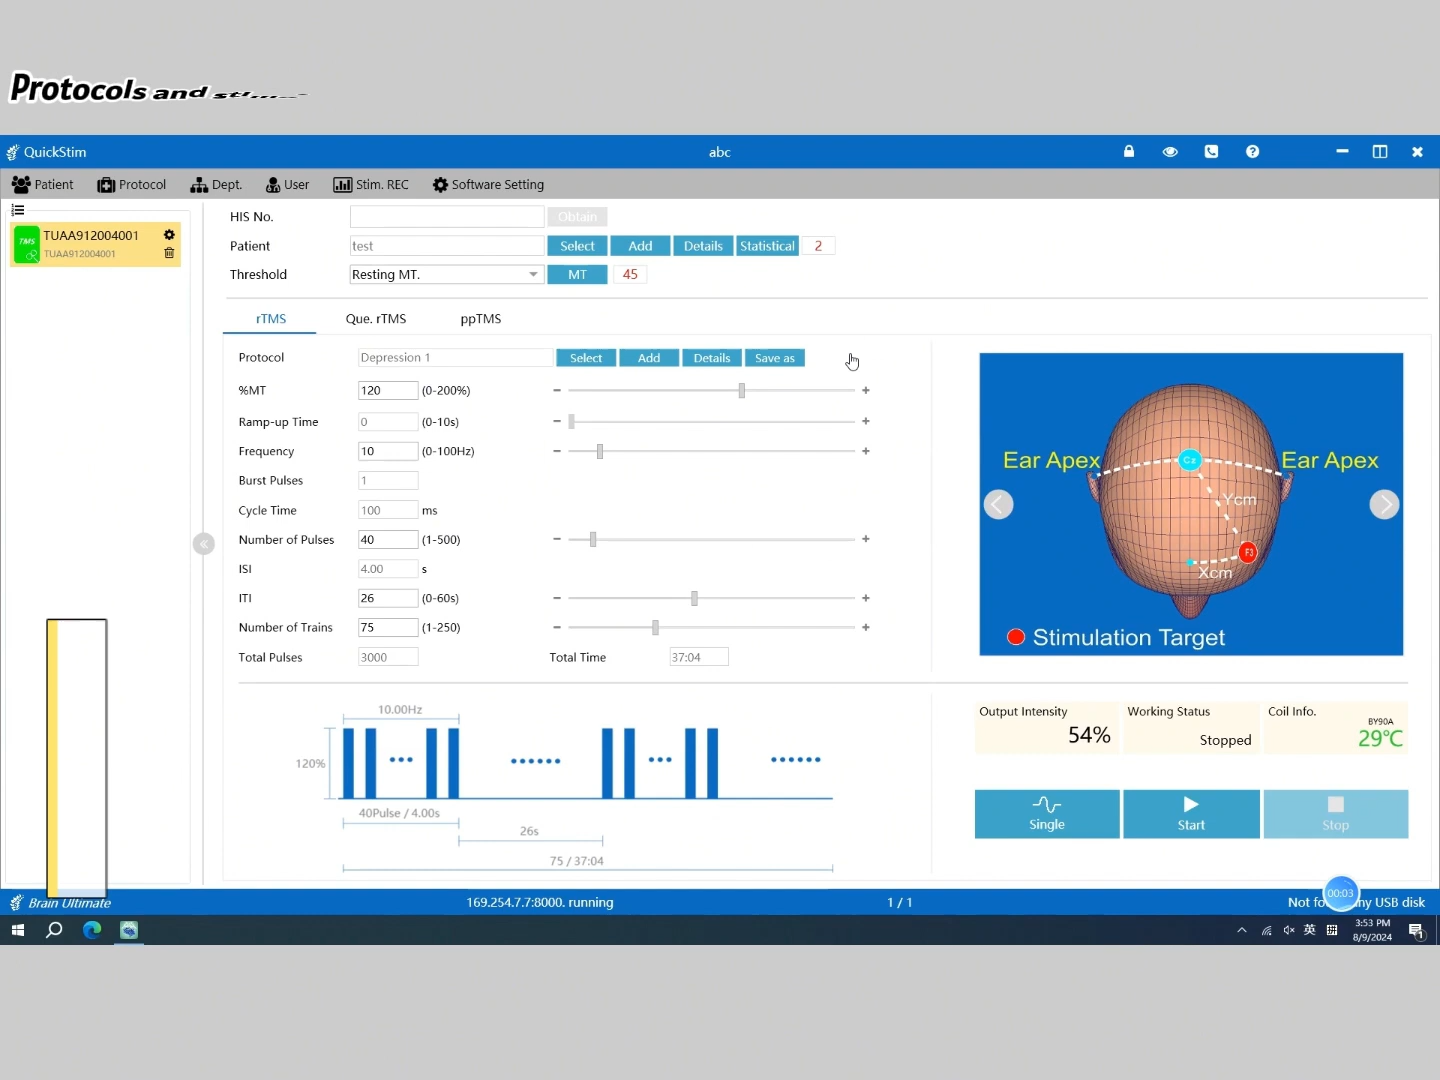 Protocols and
QuickStim
abc
Patient
Protocol
Dept.
User
Stim. REC
Software Setting
TMS
TUAA912004001
TUAA912004001
HIS No.
Obtain
Patient
test
Select
Add
Details
Statistical
2
Threshold
Resting MT.
MT
45
rTMS
Que. rTMS
ppTMS
Protocol
Depression 1
Select
Add
Details
Save as
%MT
120
(0-200%)
Ramp-up Time
0
(0-10s)
Frequency
10
(0-100Hz)
Burst Pulses
1
Cycle Time
100
ms
Number of Pulses
40
(1-500)
ISI
4.00
s
ITI
26
(0-60s)
Number of Trains
75
(1-250)
Total Pulses
3000
Total Time
37:04
Ear Apex
Cz
Ear Apex
Ycm
F3
Xcm
Stimulation Target
10.00Hz
120%
40Pulse / 4.00s
26s
75 / 37:04
Output Intensity
54%
Working Status
Stopped
Coil Info.
BY90A
29℃
Single
Start
Stop
Brain Ultimate
169.254.7.7:8000. running
1 / 1
Not fo
00:03
ny USB disk
英
拼
3:53 PM
8/9/2024
1